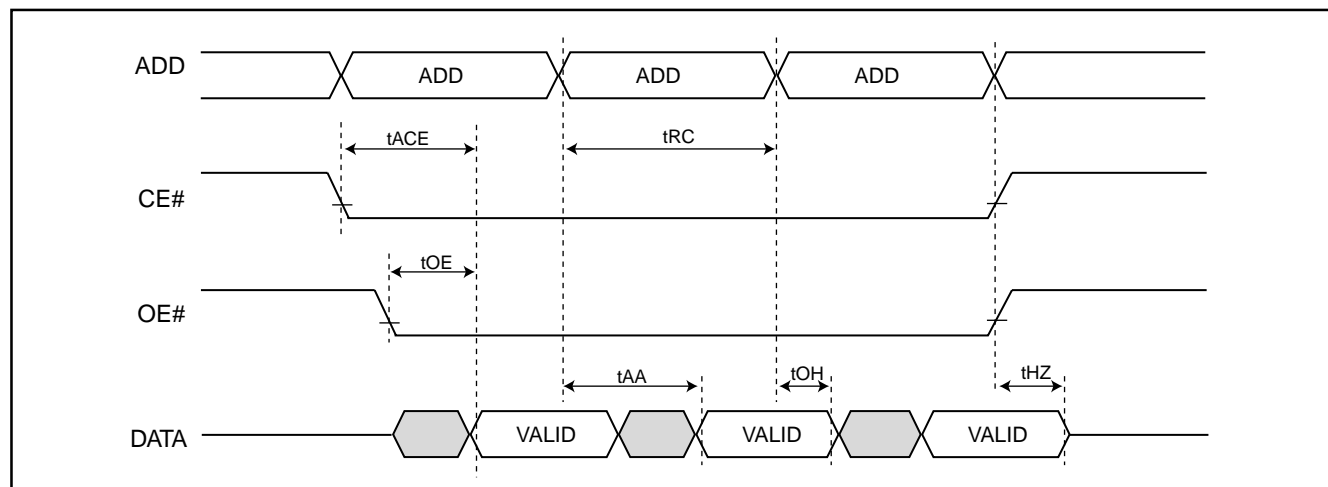 ADD ADD ADD ADD
tACE tRC
CE#
tOE
OE#
tAA tOH tHZ
DATA VALID VALID VALID